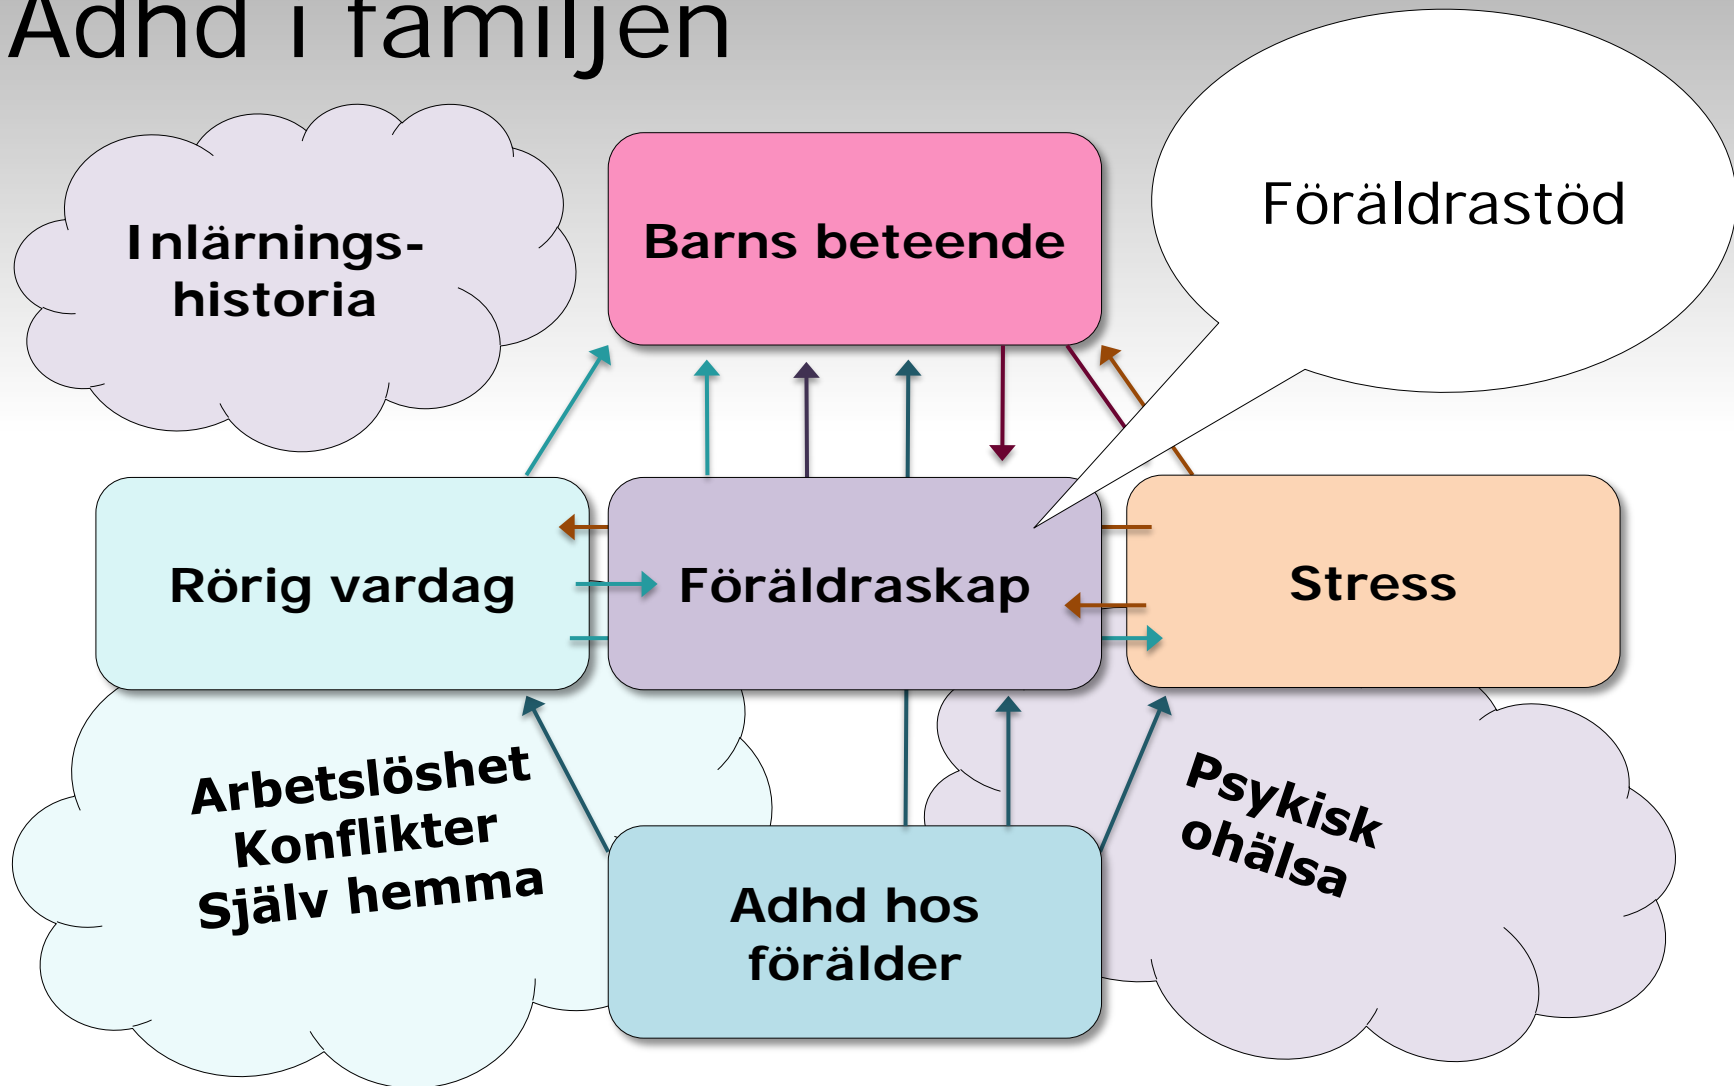 Adhd i familjen
Föräldrastöd
Inlärnings-
historia
Barns beteende
Rörig vardag
Föräldraskap
Stress
Arbetslöshet
Konflikter
Själv hemma
Psykisk
ohälsa
Adhd hos
förälder